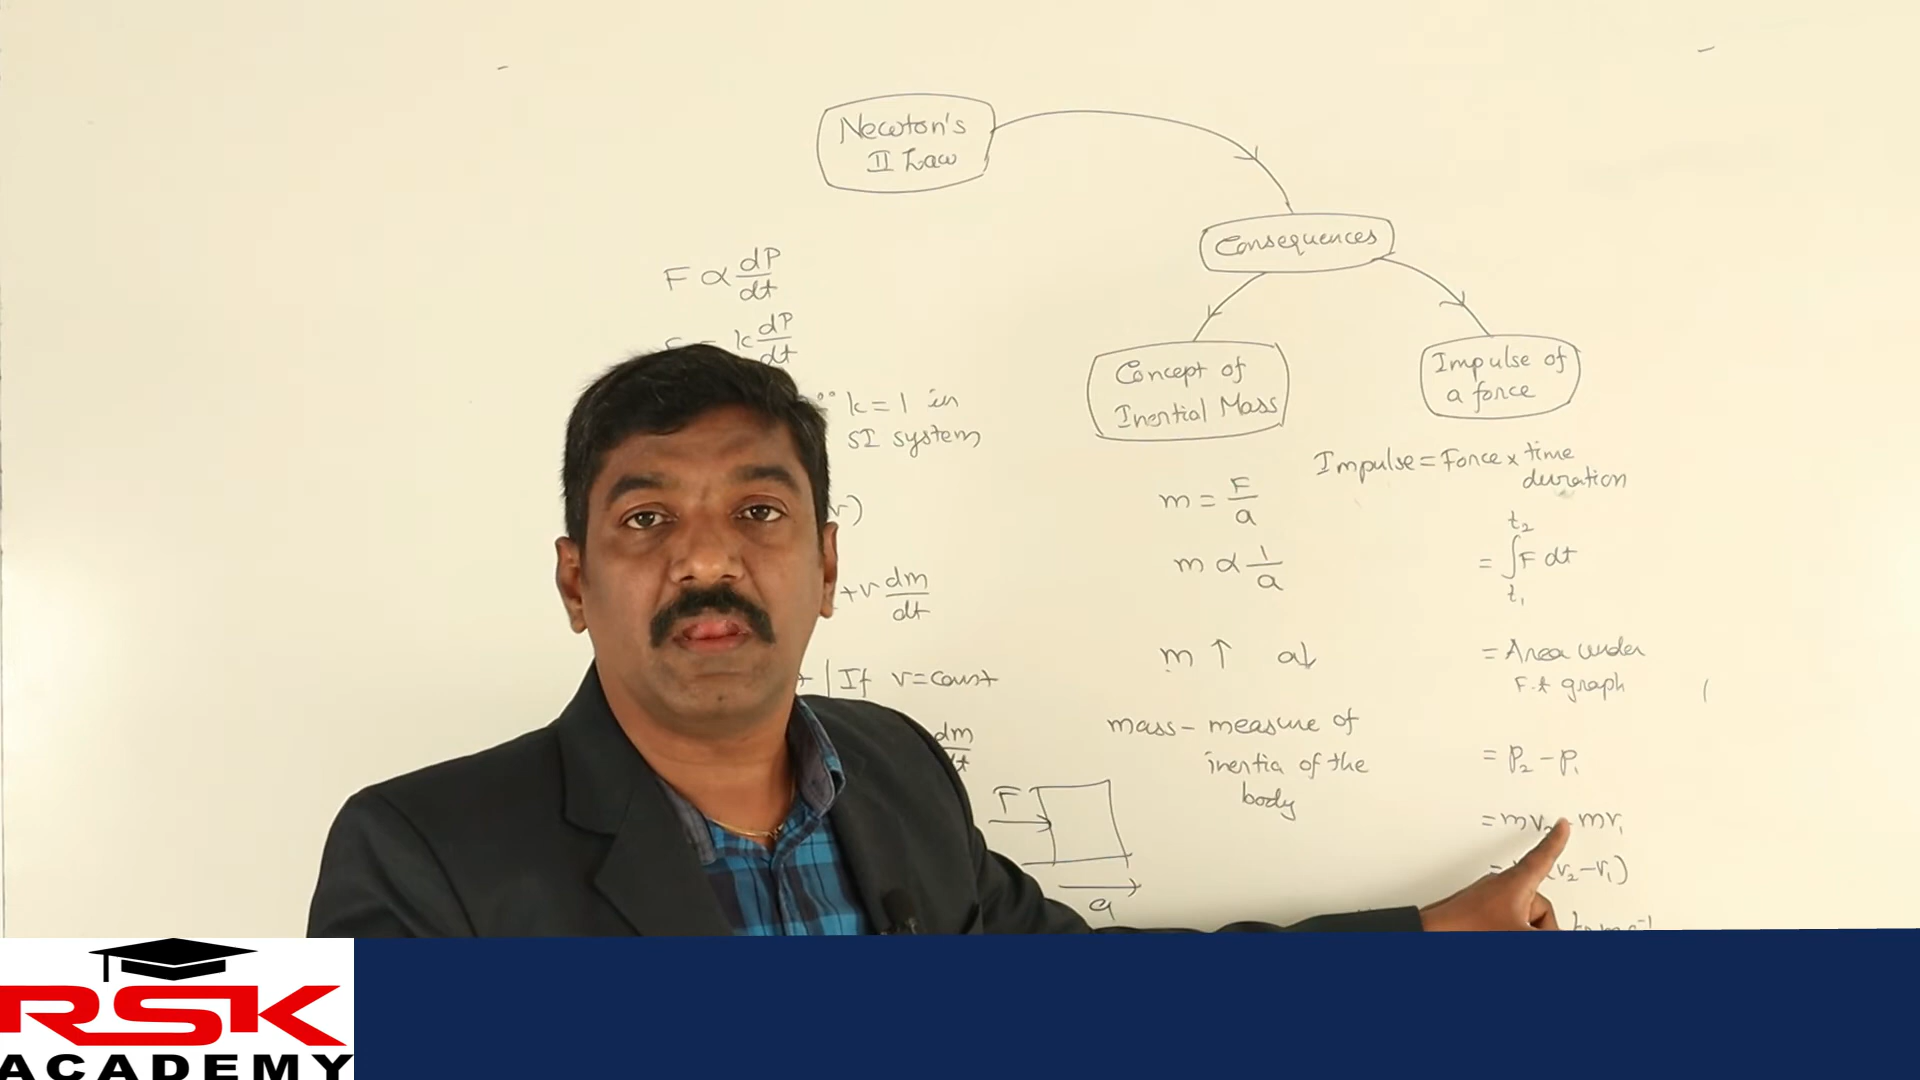 Newton's
II Law
Consequences
F ∝ dP/dt
k dP/dt
∵ k = 1 in
SI system
v)
+v dm/dt
If v=const
dm
Concept of
Inertial Mass
m = F/a
m ∝ 1/a
m ↑ a↓
mass - measure of
inertia of the
body
F
a
Impulse of
a force
Impulse = Force × time
duration
= ∫ F dt
t₂
t₁
= Area under
F-t graph
= P₂ - P₁
= mv₂ - mv₁
(v₂-v₁)
RSK
ACADEMY